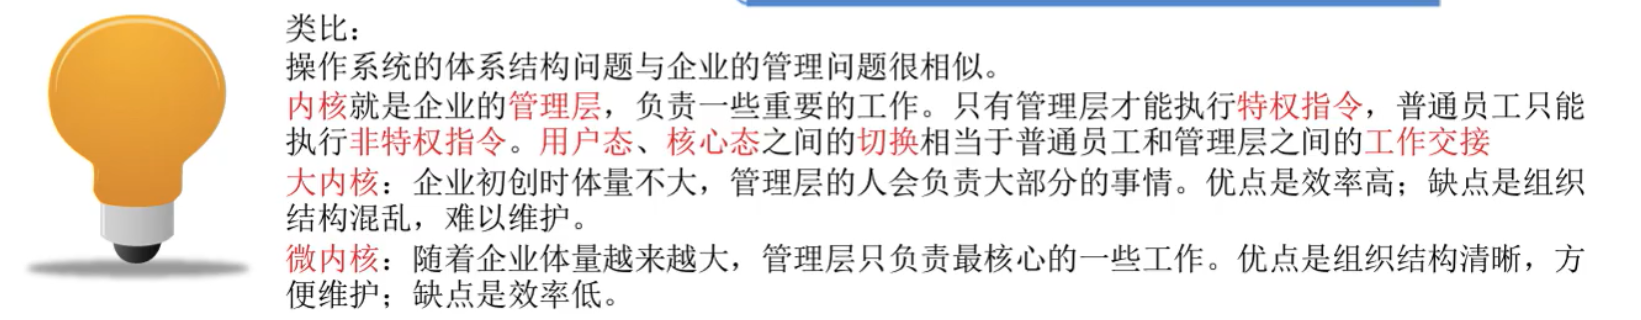 类比：
操作系统的体系结构问题与企业的管理问题很相似。
内核就是企业的管理层，负责一些重要的工作。只有管理层才能执行特权指令，普通员工只能
执行非特权指令。用户态、核心态之间的切换相当于普通员工和管理层之间的工作交接
大内核：企业初创时体量不大，管理层的人会负责大部分的事情。优点是效率高；缺点是组织
结构混乱，难以维护。
微内核：随着企业体量越来越大，管理层只负责最核心的一些工作。优点是组织结构清晰，方
便维护；缺点是效率低。